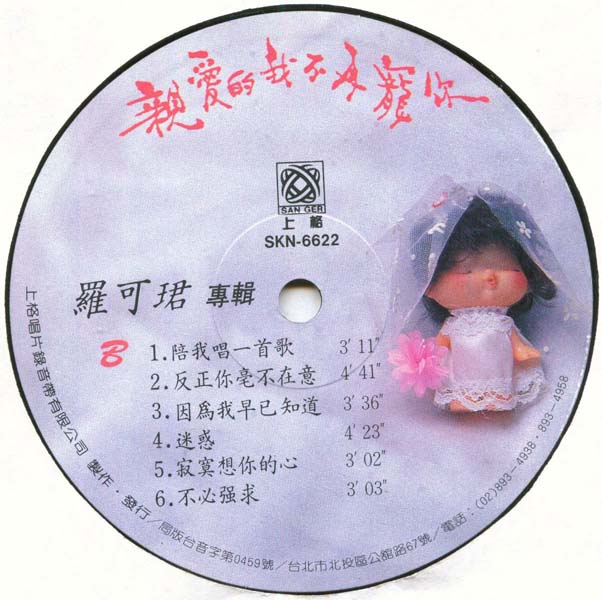 親愛的我不再寵你
SAN GER
上格
SKN-6622
羅可珺 專輯
B
1.陪我唱一首歌 3'11"
2.反正你毫不在意 4'41"
3.因爲我早已知道 3'36"
4.迷惑 4'23"
5.寂寞想你的心 3'02"
6.不必强求 3'03"
上格唱片錄音帶有限公司 製作·發行/局版台音字第0459號/台北市北投區公舘路67號/電話:(02)893-4938·893-4958